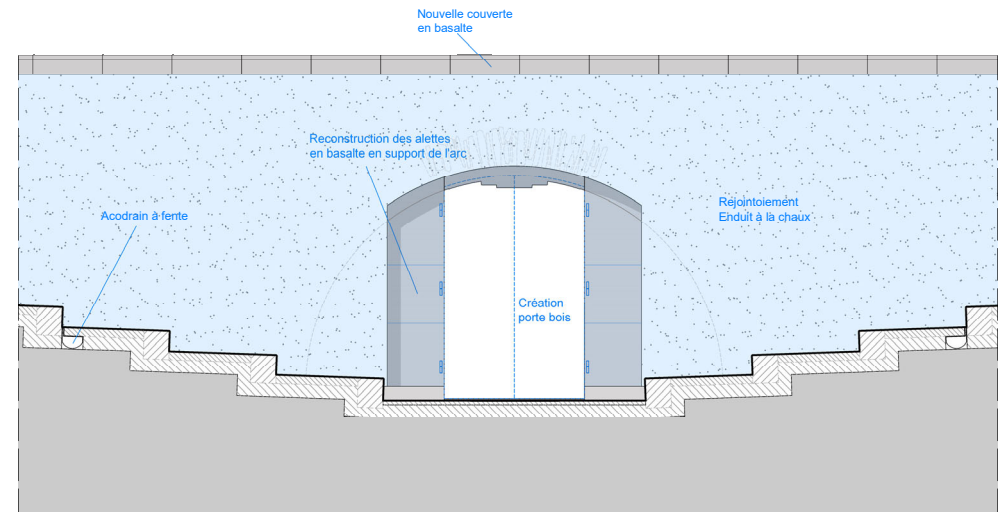 Nouvelle couverte
en basalte
Reconstruction des alettes
en basalte en support de l'arc
Acodrain à fente
Rejointoiement
Enduit à la chaux
Création
porte bois